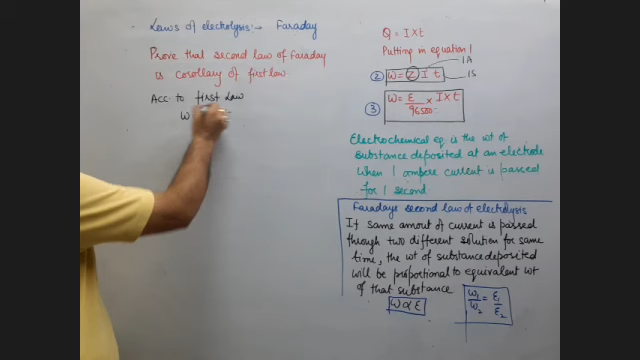 Laws of electrolysis:- Faraday
Prove that second law of Faraday
is corollary of first law
Acc to first law
W
Q = I x t
Putting in equation 1
② W = Z I t
1A
1S
③ W = E/96500 x I x t
Electrochemical eq. is the wt of
substance deposited at an electrode
when 1 ampere current is passed
for 1 second
Faradays second law of electrolysis
If same amount of current is passed
through two different solution for same
time, the wt of substance deposited
will be proportional to equivalent wt
of that substance
W ∝ E
W₁/W₂ = E₁/E₂